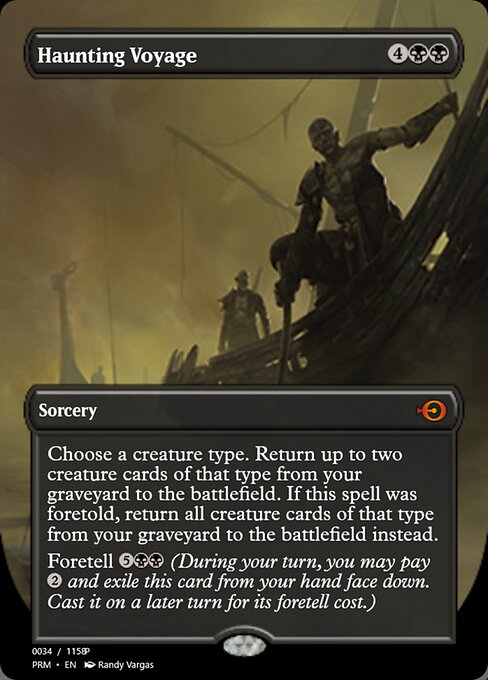 Haunting Voyage 4
Sorcery
Choose a creature type. Return up to two
creature cards of that type from your
graveyard to the battlefield. If this spell was
foretold, return all creature cards of that type
from your graveyard to the battlefield instead.
Foretell 5 (During your turn, you may pay
2 and exile this card from your hand face down.
Cast it on a later turn for its foretell cost.)
0034 / 1158P
PRM • EN Randy Vargas